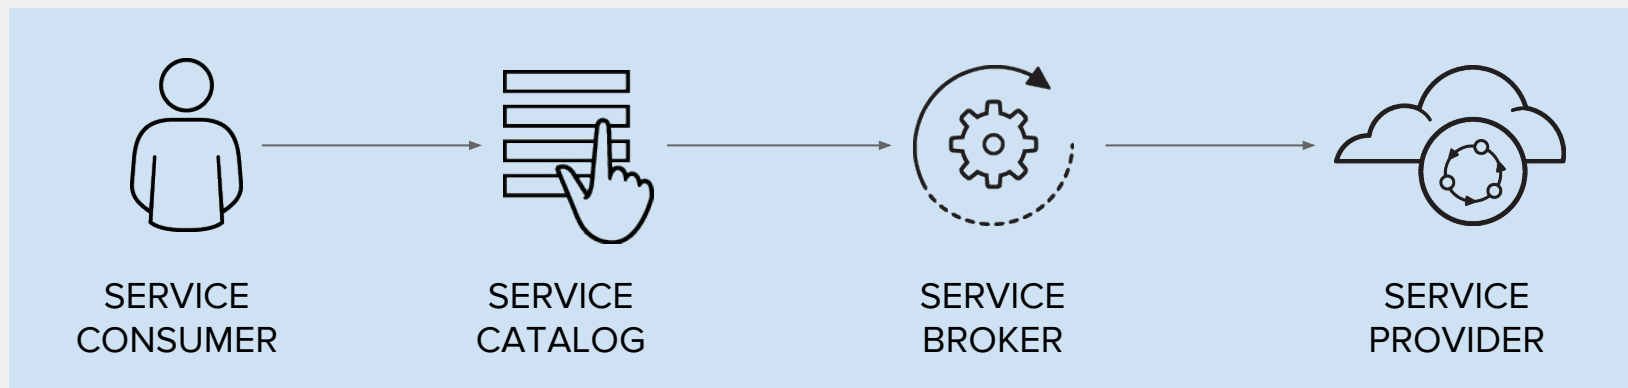 SERVICE
CONSUMER
SERVICE
CATALOG
SERVICE
BROKER
SERVICE
PROVIDER